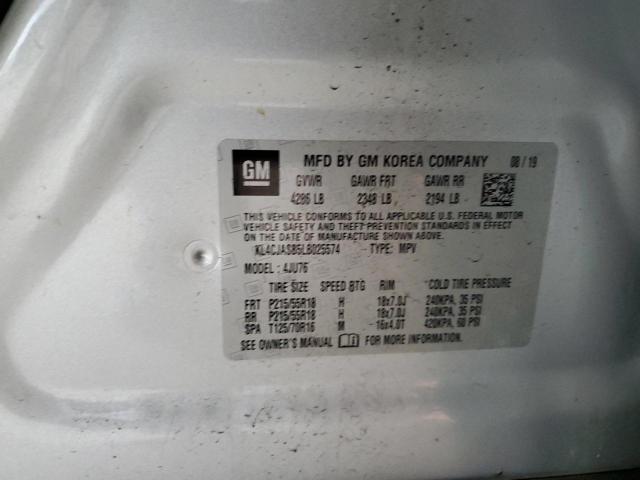 GM MFD BY GM KOREA COMPANY 08/19
GVWR GAWR FRT GAWR RR
4286 LB 2348 LB 2194 LB
THIS VEHICLE CONFORMS TO ALL APPLICABLE U.S. FEDERAL MOTOR
VEHICLE SAFETY AND THEFT PREVENTION STANDARDS IN EFFECT
ON THE DATE OF MANUFACTURE SHOWN ABOVE.
KL4CJASB5LB025574 TYPE: MPV
MODEL: 4JU76
TIRE SIZE SPEED RTG RIM COLD TIRE PRESSURE
FRT P215/55R18 H 18x7.0J 240KPA, 35 PSI
RR P215/55R18 H 18x7.0J 240KPA, 35 PSI
SPA T125/70R16 M 16x4.0T 420KPA, 60 PSI
SEE OWNER'S MANUAL FOR MORE INFORMATION.